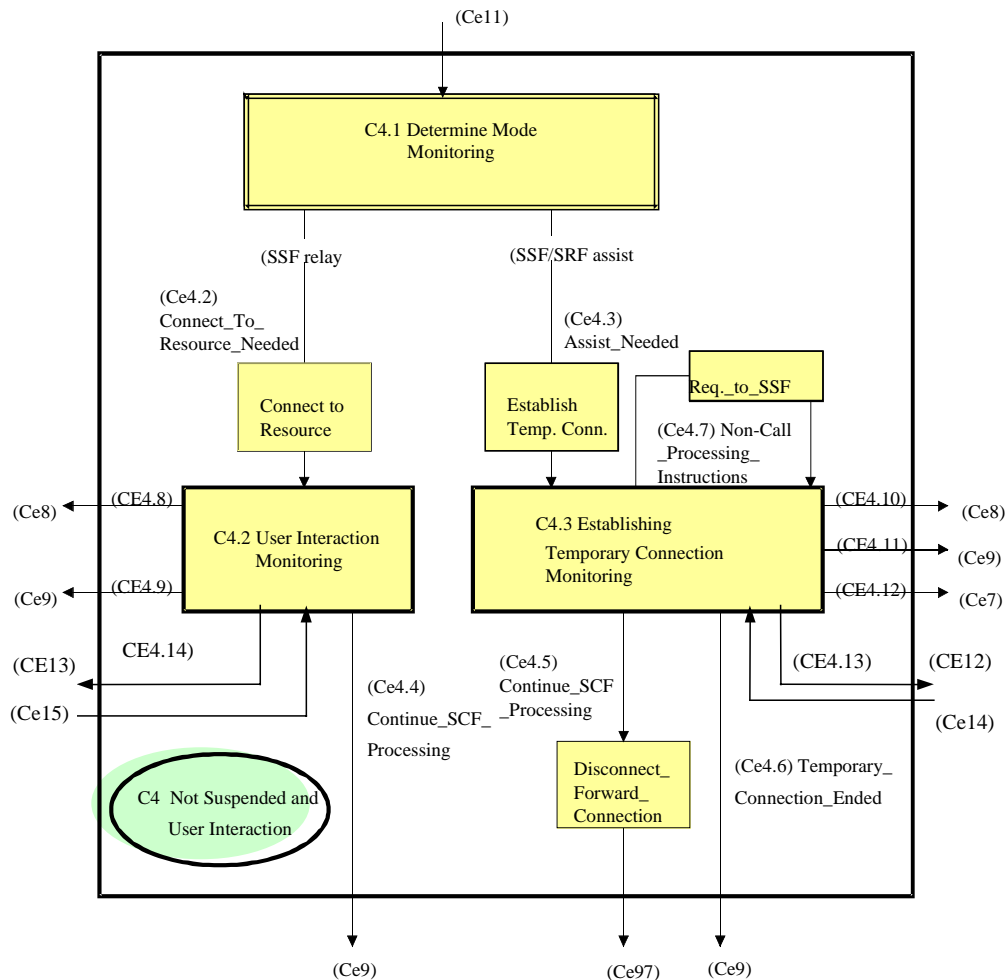 (Ce11)
C4.1 Determine Mode
Monitoring
(SSF relay
(SSF/SRF assist
(Ce4.2)
Connect_To_
Resource_Needed
(Ce4.3)
Assist_Needed
Connect to
Resource
Establish
Temp. Conn.
Req._to_SSF
(Ce4.7) Non-Call
_Processing_
Instructions
(Ce8)
(CE4.8)
C4.2 User Interaction
Monitoring
(Ce9)
(CE4.9)
C4.3 Establishing
Temporary Connection
Monitoring
(CE4.10)
(Ce8)
(CE4.11)
(Ce9)
(CE4.12)
(Ce7)
(CE13)
CE4.14)
(Ce15)
(CE4.13)
(CE12)
(Ce14)
(Ce4.4)
Continue_SCF_
Processing
(Ce4.5)
Continue_SCF
_Processing
Disconnect_
Forward_
Connection
(Ce4.6) Temporary_
Connection_Ended
C4 Not Suspended and
User Interaction
(Ce9)
(Ce97)
(Ce9)